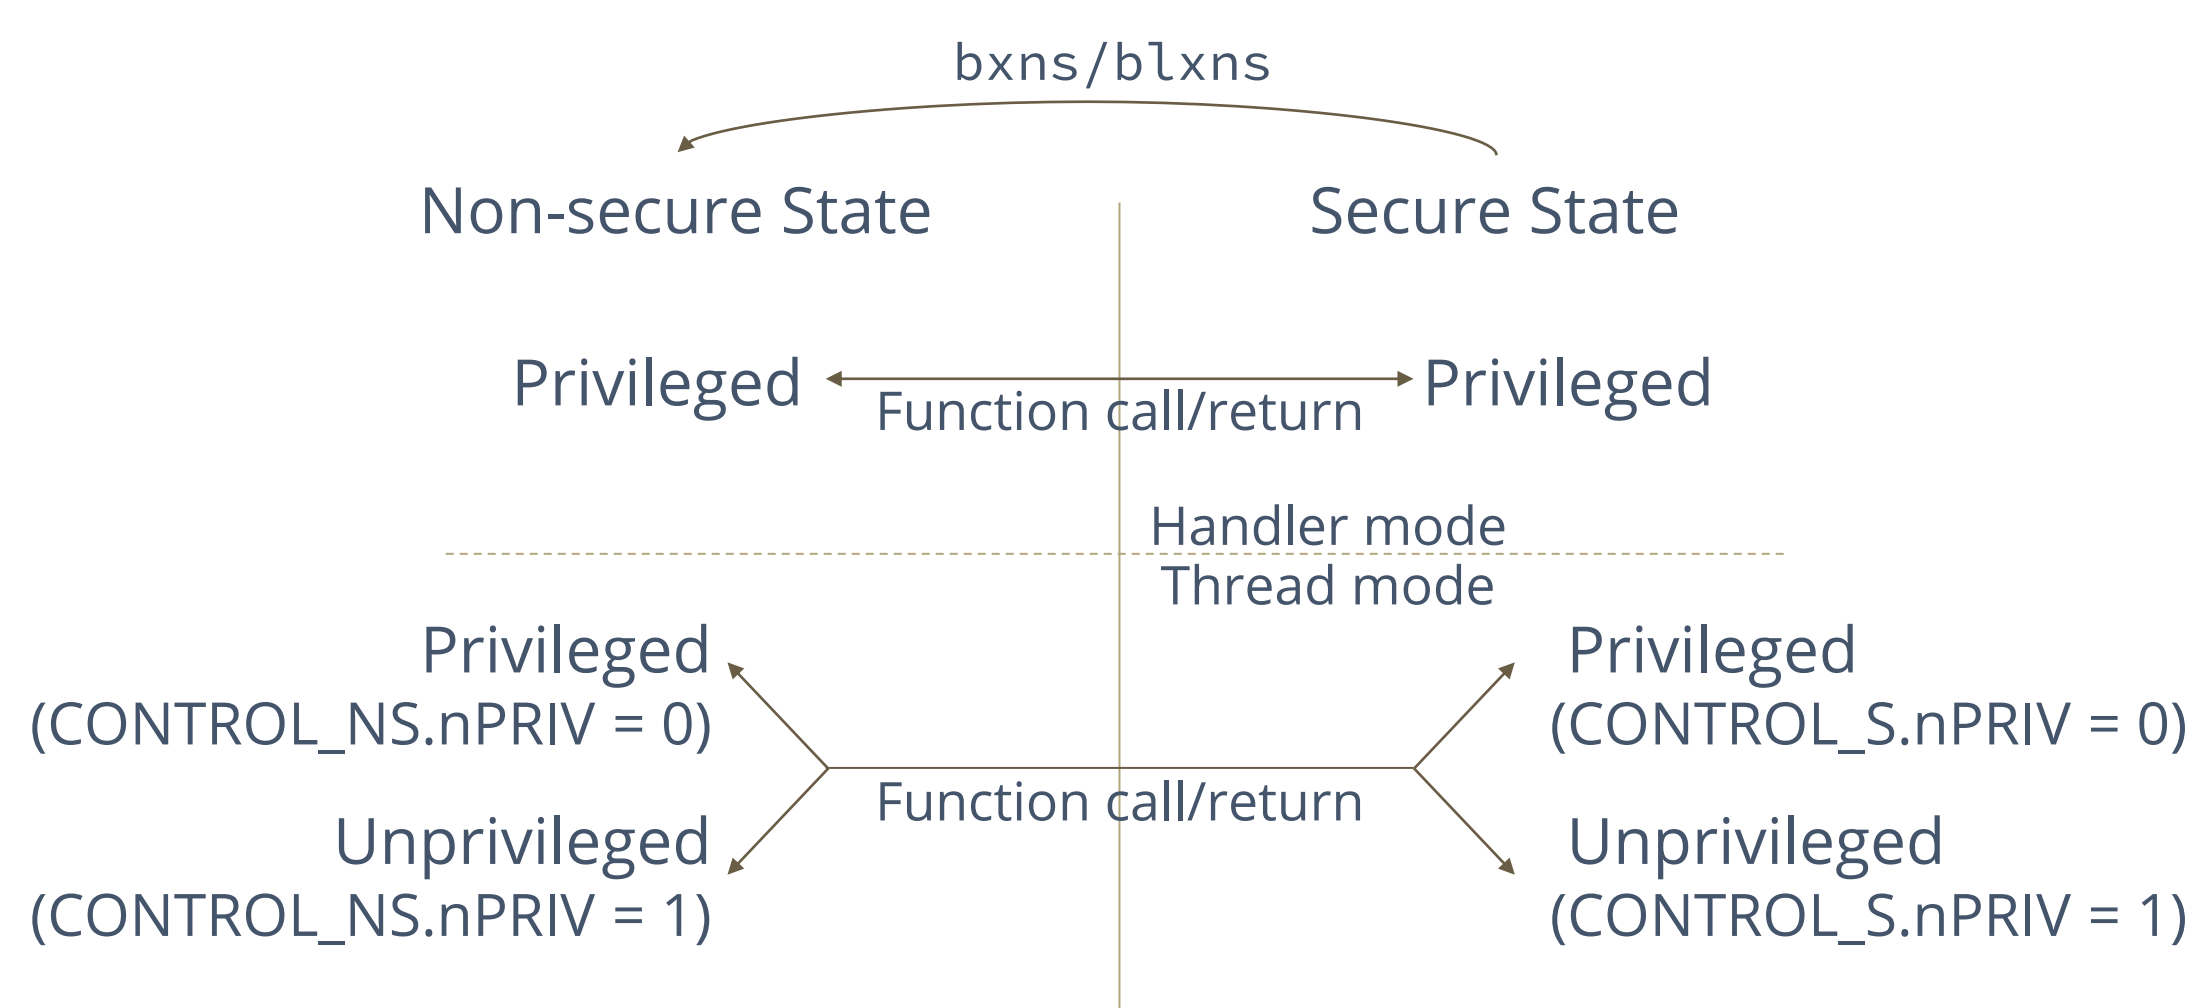 bxns/blxns
Non-secure State
Secure State
Privileged
Privileged
Function call/return
Handler mode
Thread mode
Privileged
(CONTROL_NS.nPRIV = 0)
Privileged
(CONTROL_S.nPRIV = 0)
Function call/return
Unprivileged
(CONTROL_NS.nPRIV = 1)
Unprivileged
(CONTROL_S.nPRIV = 1)